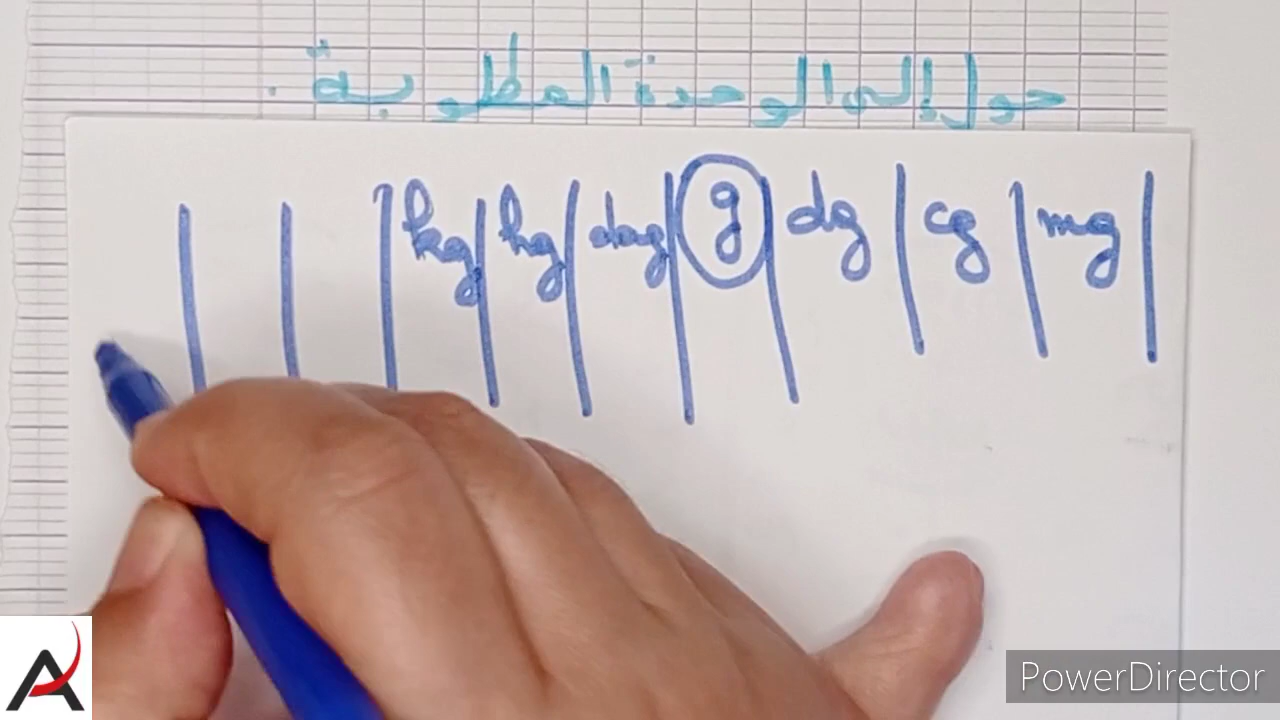 حول إلى الوحدة المطلوبة .
kg hg dag g dg cg mg
PowerDirector